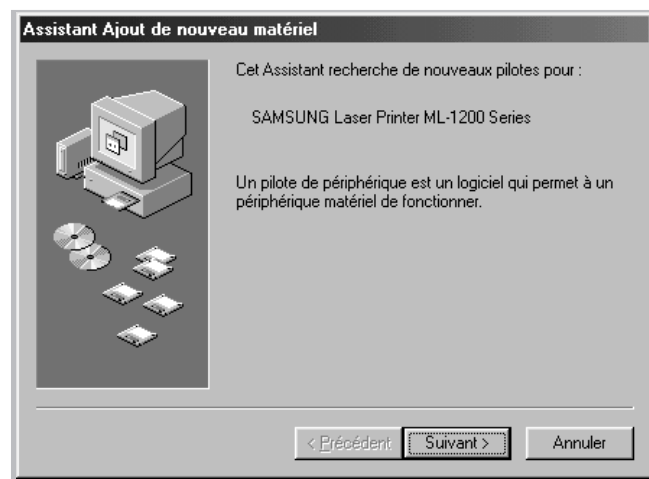 Assistant Ajout de nouveau matériel
Cet Assistant recherche de nouveaux pilotes pour :
SAMSUNG Laser Printer ML-1200 Series
Un pilote de périphérique est un logiciel qui permet à un
périphérique matériel de fonctionner.
< Précédent Suivant > Annuler